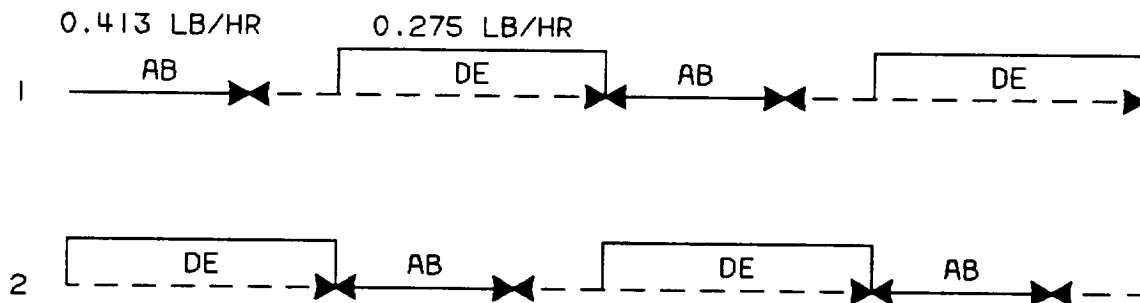 0.413 LB/HR 0.275 LB/HR
AB DE AB DE
1
DE AB DE AB
2